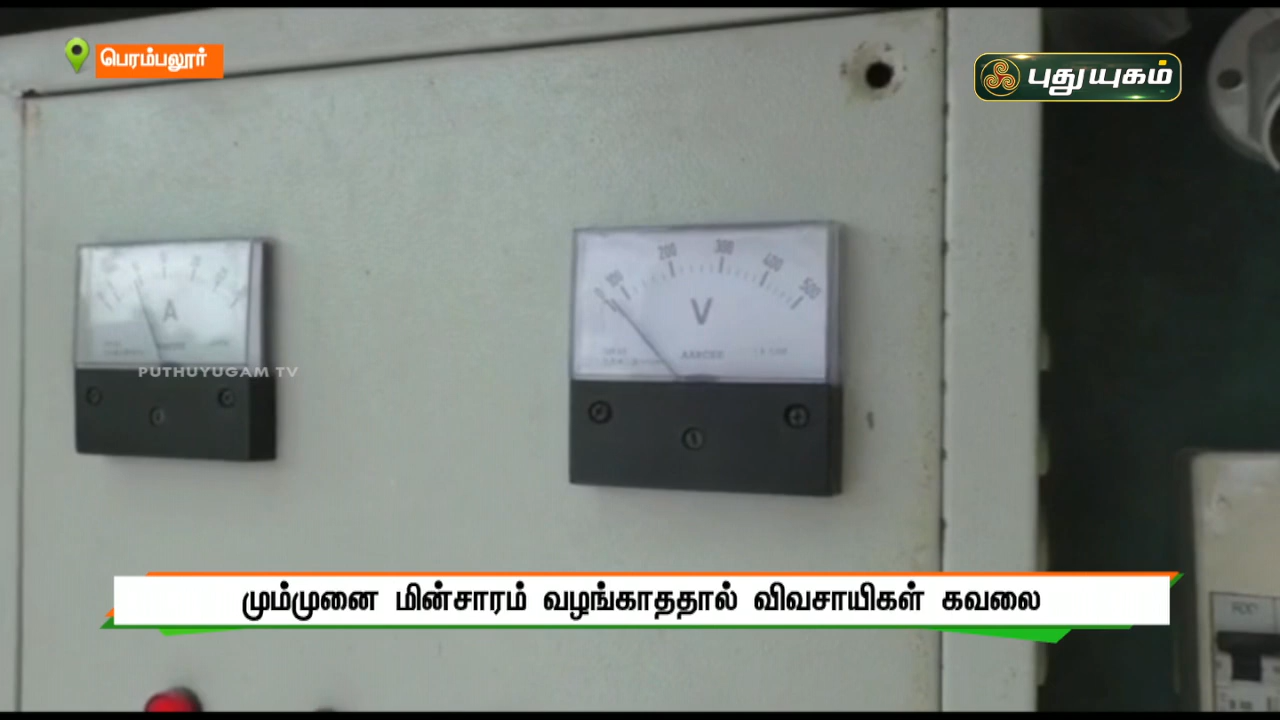 பெரம்பலூர்
புதுயுகம்
100 200 300 400 500
A
V
PUTHUYUGAM TV
மும்முனை மின்சாரம் வழங்காததால் விவசாயிகள் கவலை